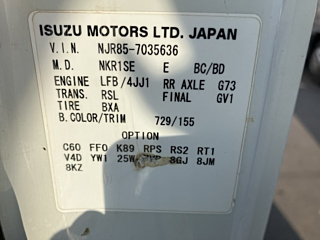 ISUZU MOTORS LTD. JAPAN
V.I.N. NJR85-7035636
M.D. NKR1SE E BC/BD
ENGINE LFB/4JJ1 RR AXLE G73
TRANS. RSL FINAL GV1
TIRE BXA
B.COLOR/TRIM 729/155
OPTION
C60 FF0 K89 RPS RS2 RT1
V4D YW1 25W 8GJ 8JM
8KZ